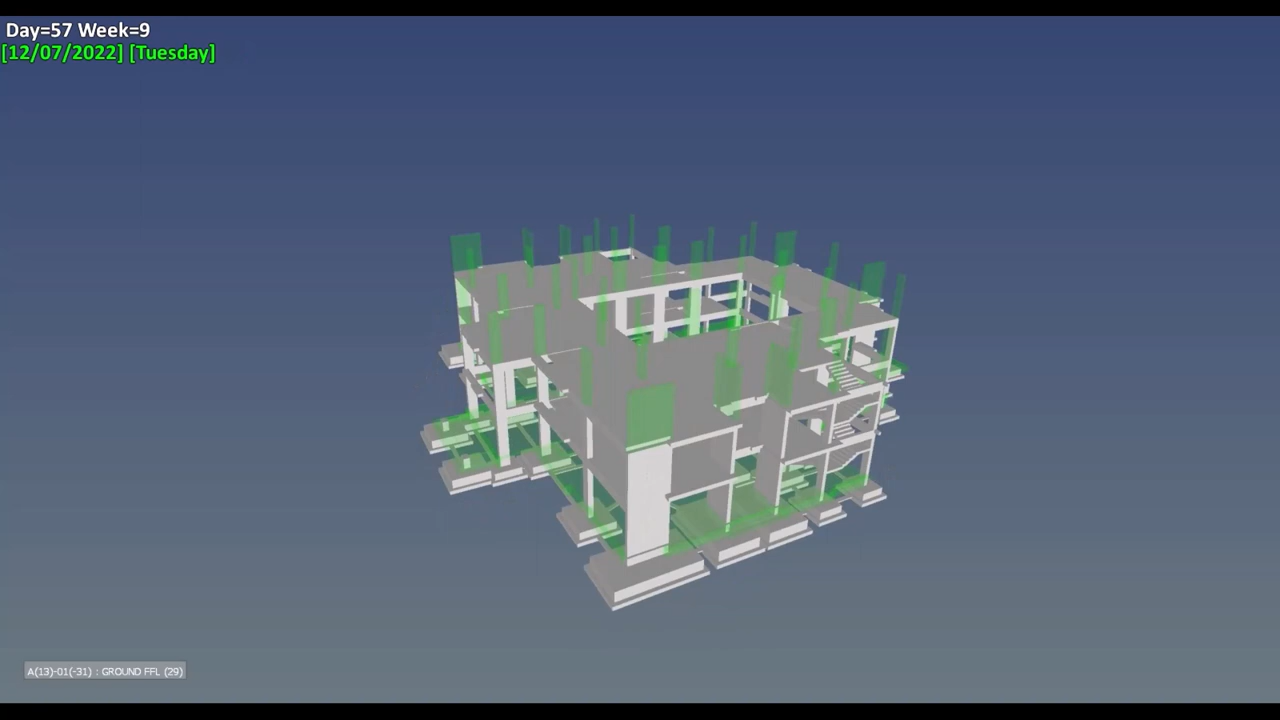 Day=57 Week=9
[12/07/2022] [Tuesday]
A(13)-01(-31) : GROUND FFL (29)